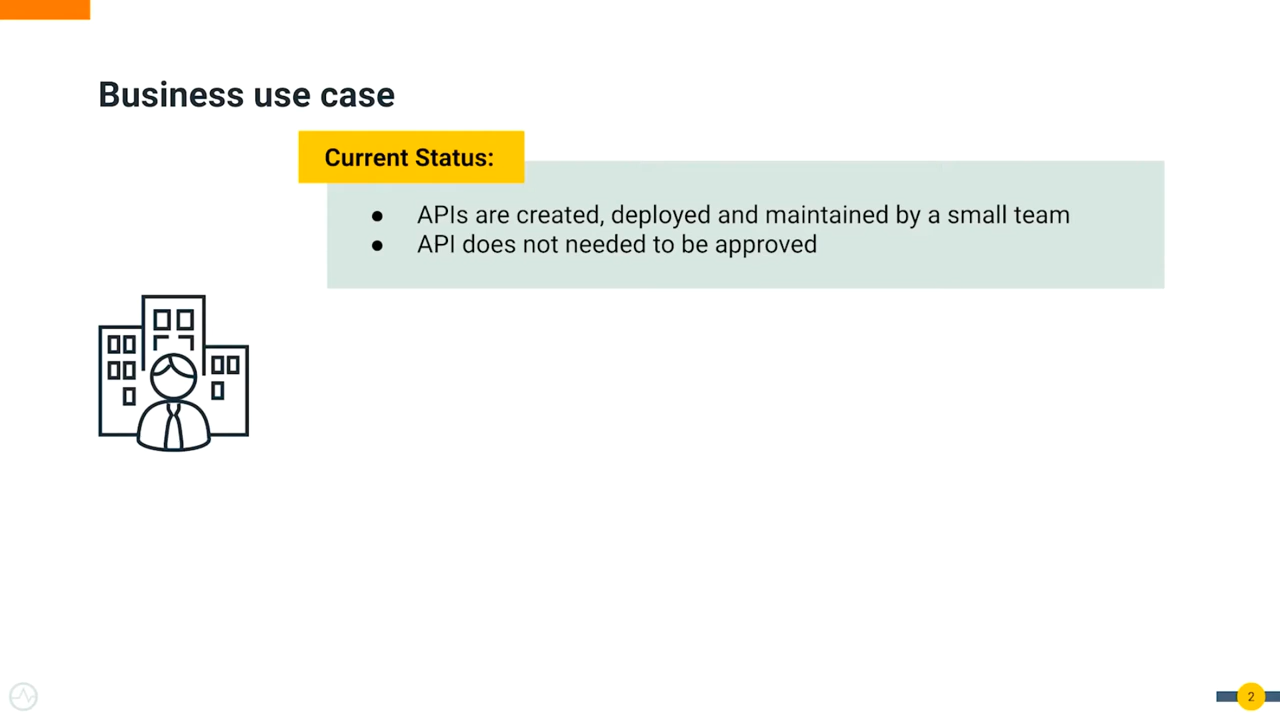 Business use case
Current Status:
● APIs are created, deployed and maintained by a small team
● API does not needed to be approved
2